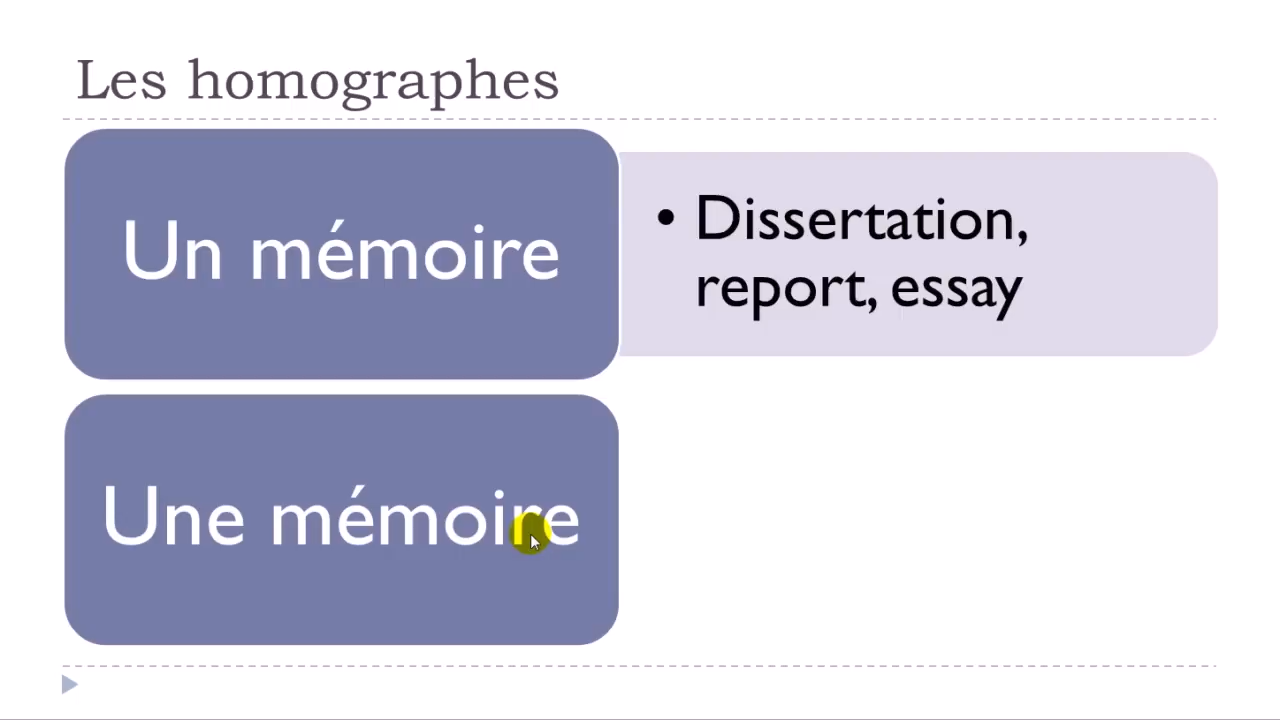 Les homographes
Un mémoire
• Dissertation,
report, essay
Une mémoire